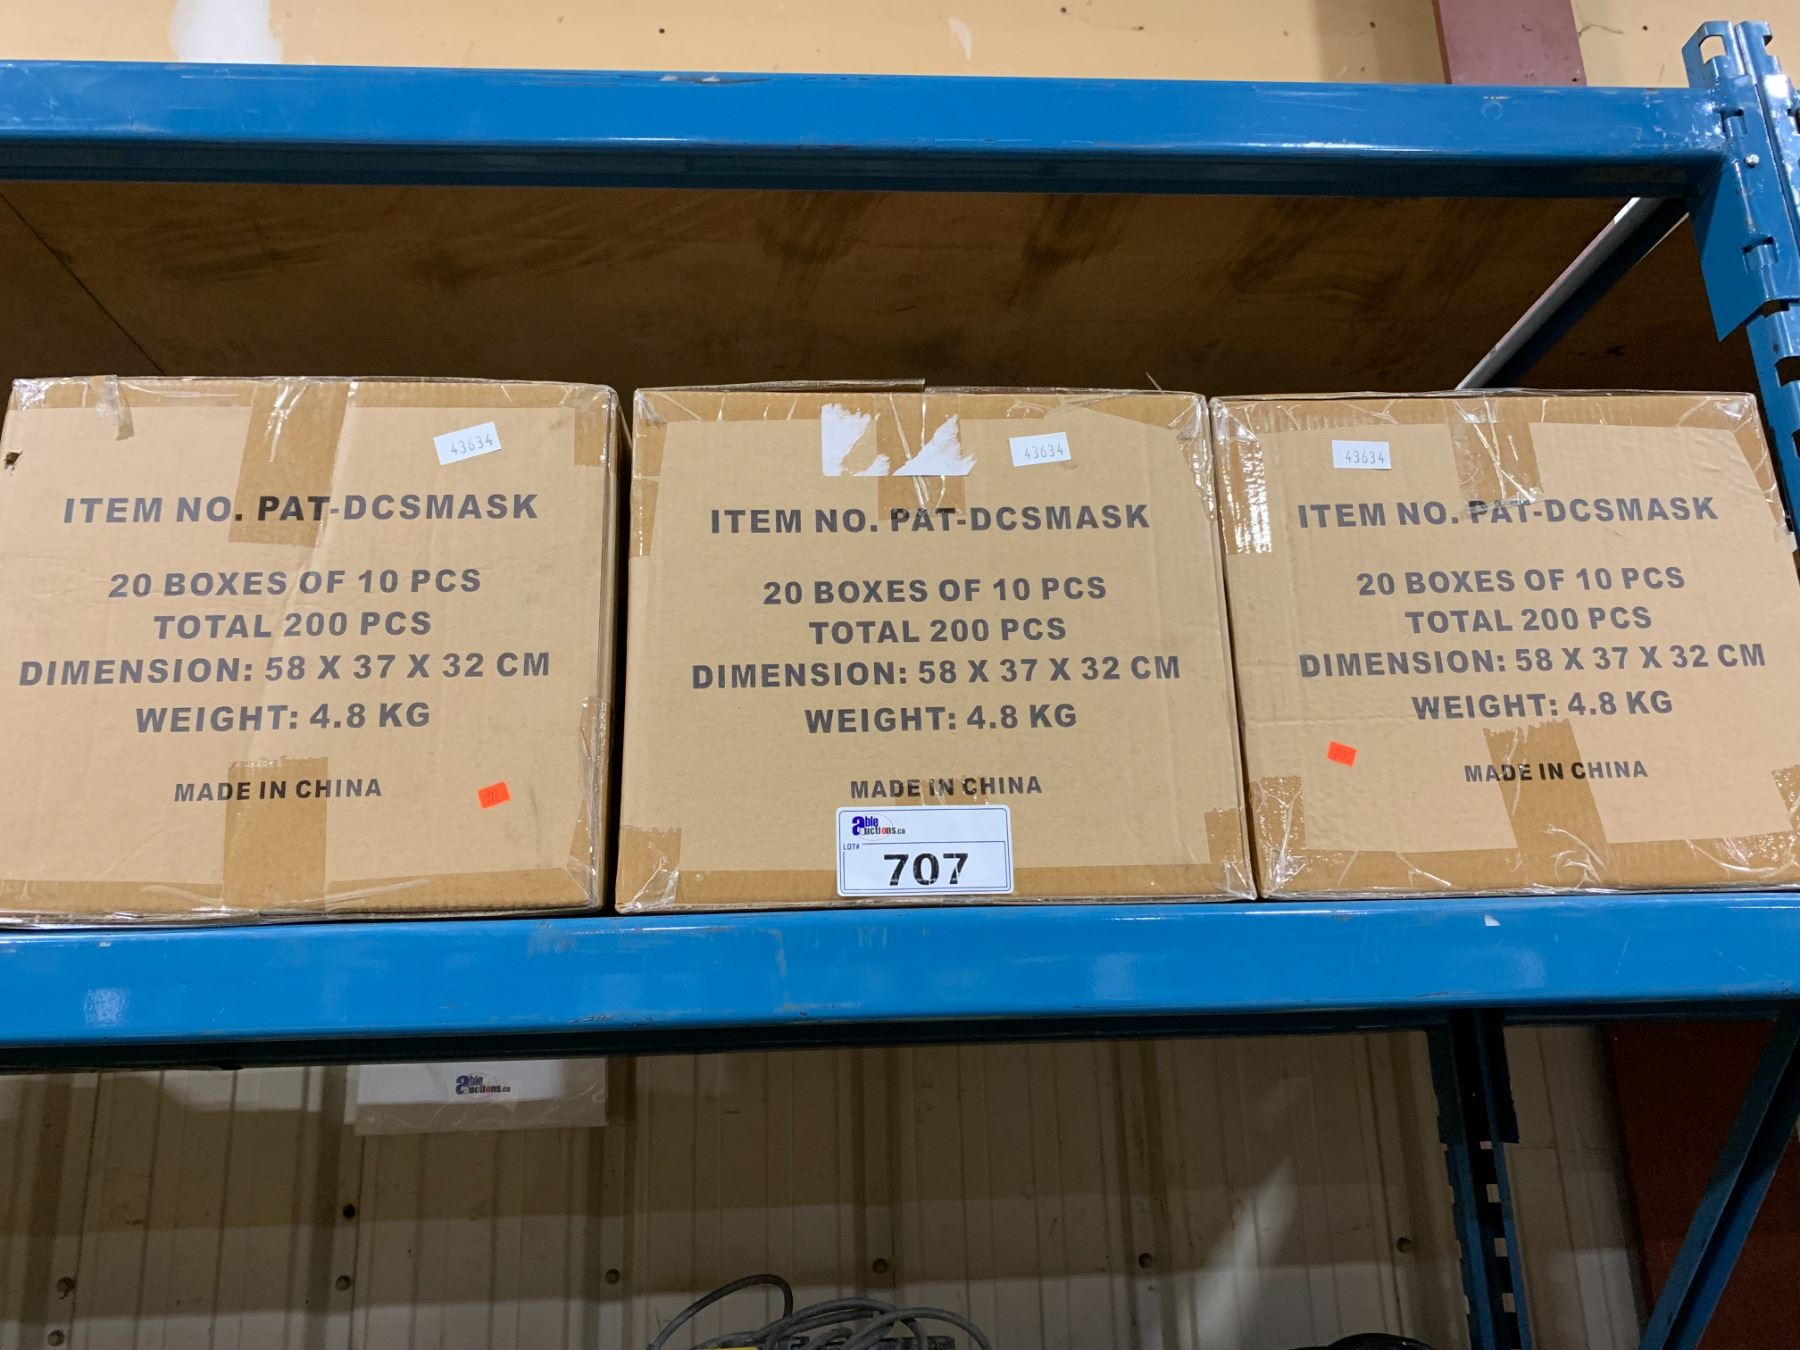 43634
ITEM NO. PAT-DCSMASK
20 BOXES OF 10 PCS
TOTAL 200 PCS
DIMENSION: 58 X 37 X 32 CM
WEIGHT: 4.8 KG
MADE IN CHINA
43634
ITEM NO. PAT-DCSMASK
20 BOXES OF 10 PCS
TOTAL 200 PCS
DIMENSION: 58 X 37 X 32 CM
WEIGHT: 4.8 KG
MADE IN CHINA
able auctions.ca
LOT#
707
43634
ITEM NO. PAT-DCSMASK
20 BOXES OF 10 PCS
TOTAL 200 PCS
DIMENSION: 58 X 37 X 32 CM
WEIGHT: 4.8 KG
MADE IN CHINA
able auctions.ca